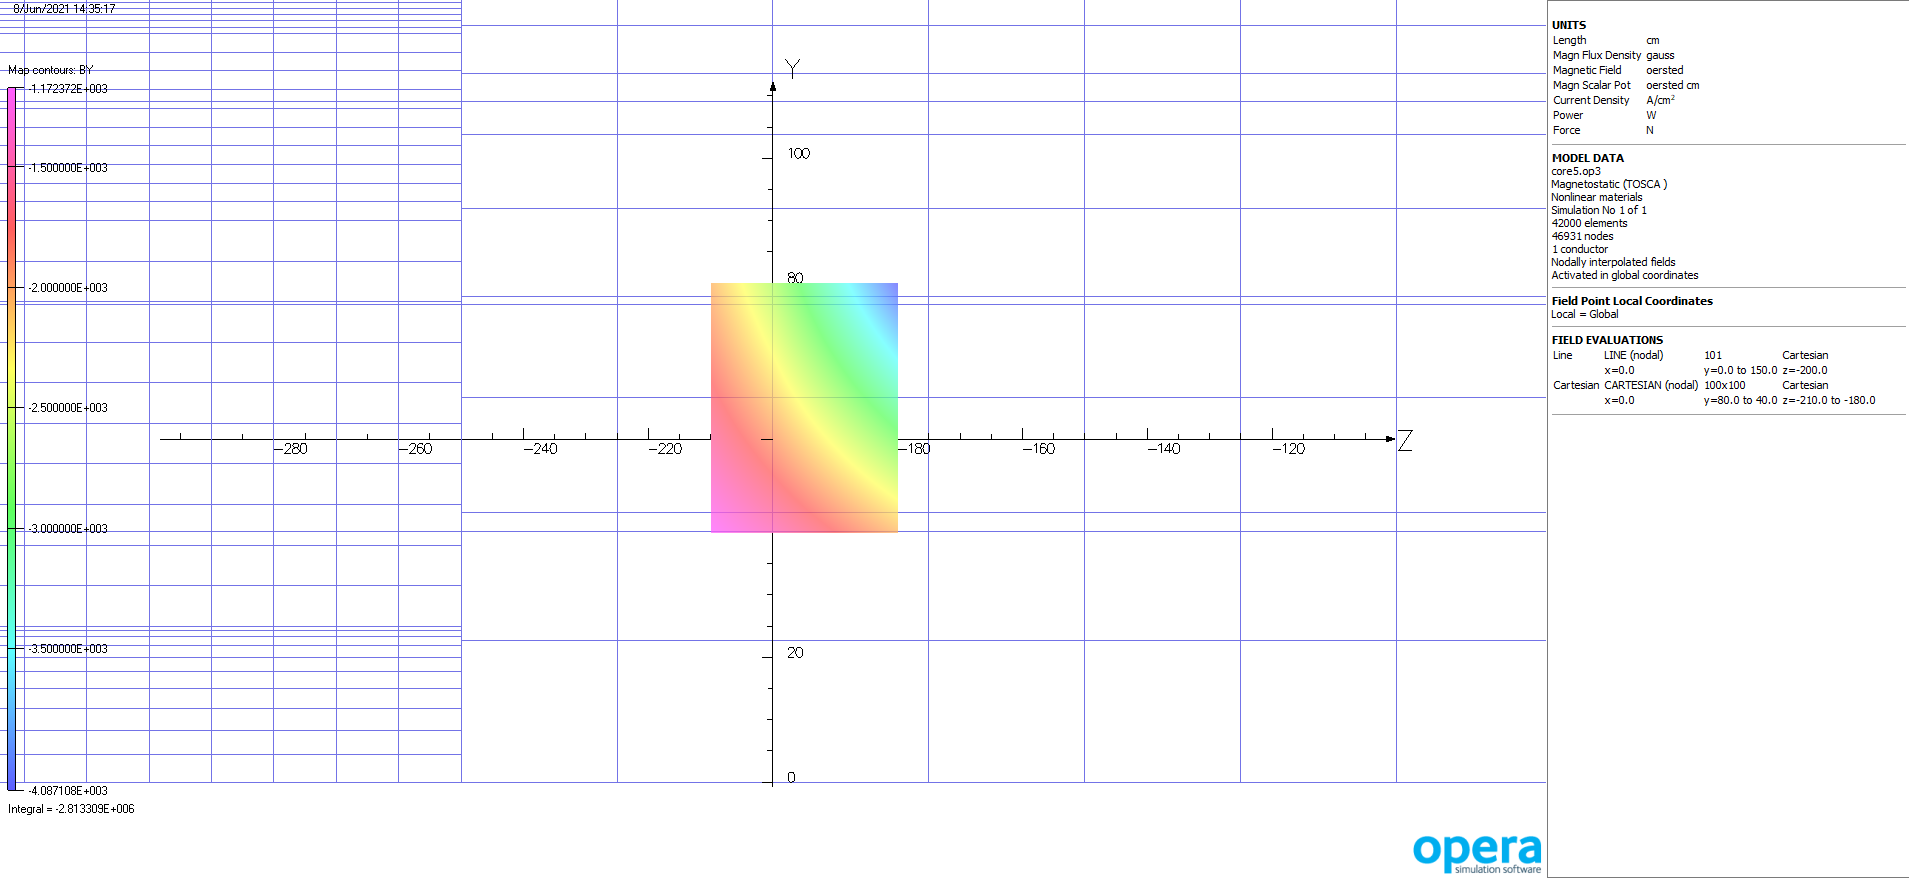 8/Jun/2021 14:35:17
Map contours: BY
-1.172372E+003
-1.500000E+003
-2.000000E+003
-2.500000E+003
-3.000000E+003
-3.500000E+003
-4.087108E+003
Integral = -2.813309E+006
Y
100
80
20
0
-280 -260 -240 -220 -180 -160 -140 -120 Z
opera
simulation software
UNITS
Length cm
Magn Flux Density gauss
Magnetic Field oersted
Magn Scalar Pot oersted cm
Current Density A/cm²
Power W
Force N
MODEL DATA
core5.op3
Magnetostatic (TOSCA )
Nonlinear materials
Simulation No 1 of 1
42000 elements
46931 nodes
1 conductor
Nodally interpolated fields
Activated in global coordinates
Field Point Local Coordinates
Local = Global
FIELD EVALUATIONS
Line LINE (nodal) 101 Cartesian
x=0.0 y=0.0 to 150.0 z=-200.0
Cartesian CARTESIAN (nodal) 100x100 Cartesian
x=0.0 y=80.0 to 40.0 z=-210.0 to -180.0